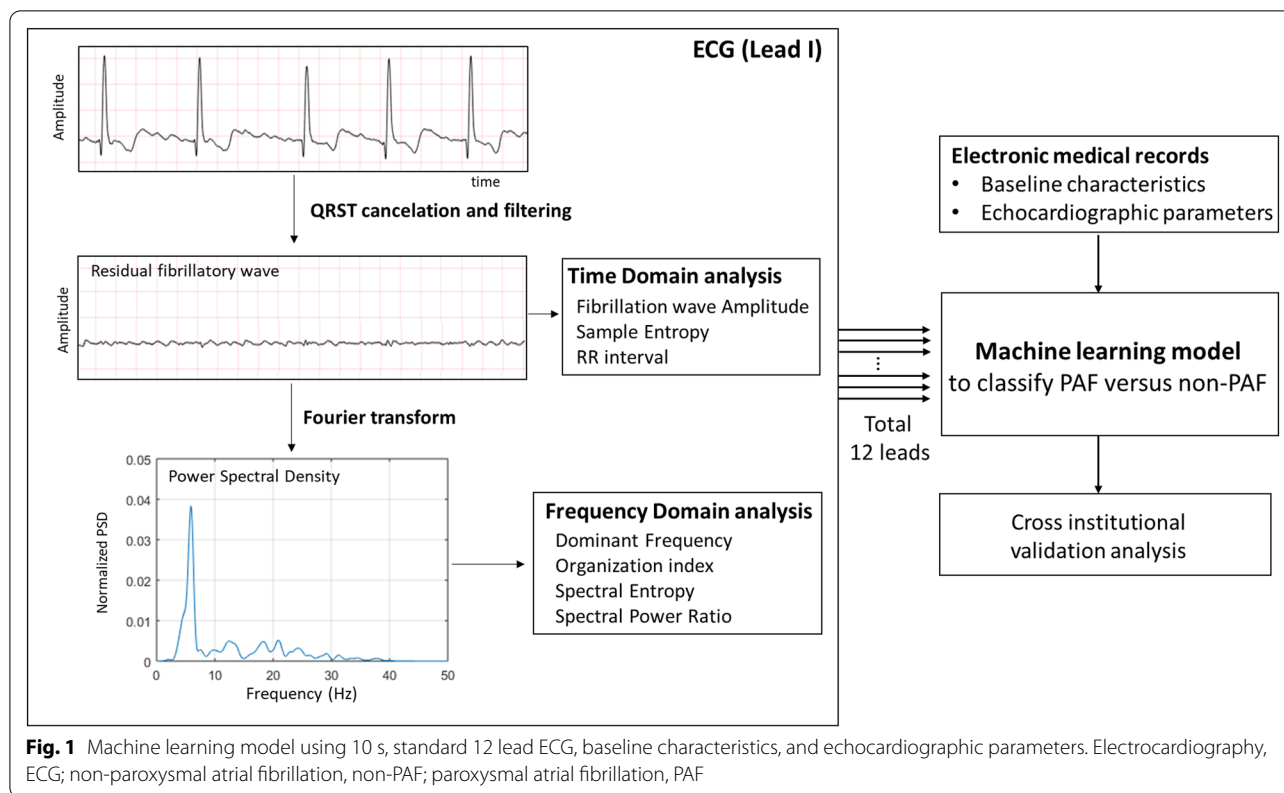 ECG (Lead I)
Amplitude
time
QRST cancelation and filtering
Residual fibrillatory wave
Amplitude
Time Domain analysis
Fibrillation wave Amplitude
Sample Entropy
RR interval
Fourier transform
Power Spectral Density
Normalized PSD
0.05
0.04
0.03
0.02
0.01
0
0 10 20 30 40 50
Frequency (Hz)
Frequency Domain analysis
Dominant Frequency
Organization index
Spectral Entropy
Spectral Power Ratio
⋮
Total
12 leads
Electronic medical records
• Baseline characteristics
• Echocardiographic parameters
Machine learning model
to classify PAF versus non-PAF
Cross institutional
validation analysis
Fig. 1 Machine learning model using 10 s, standard 12 lead ECG, baseline characteristics, and echocardiographic parameters. Electrocardiography,
ECG; non-paroxysmal atrial fibrillation, non-PAF; paroxysmal atrial fibrillation, PAF